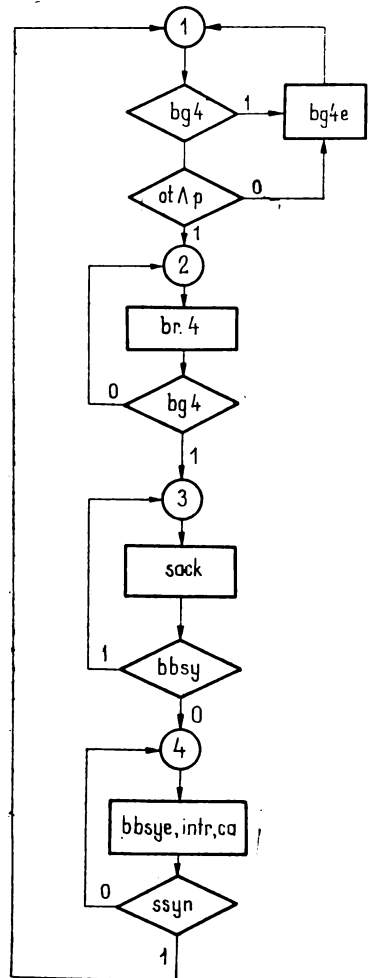 1
bg4
1
bg4e
ot ∧ p
0
1
2
br.4
bg4
0
1
3
sack
bbsy
1
0
4
bbsye, intr, ca
ssyn
0
1